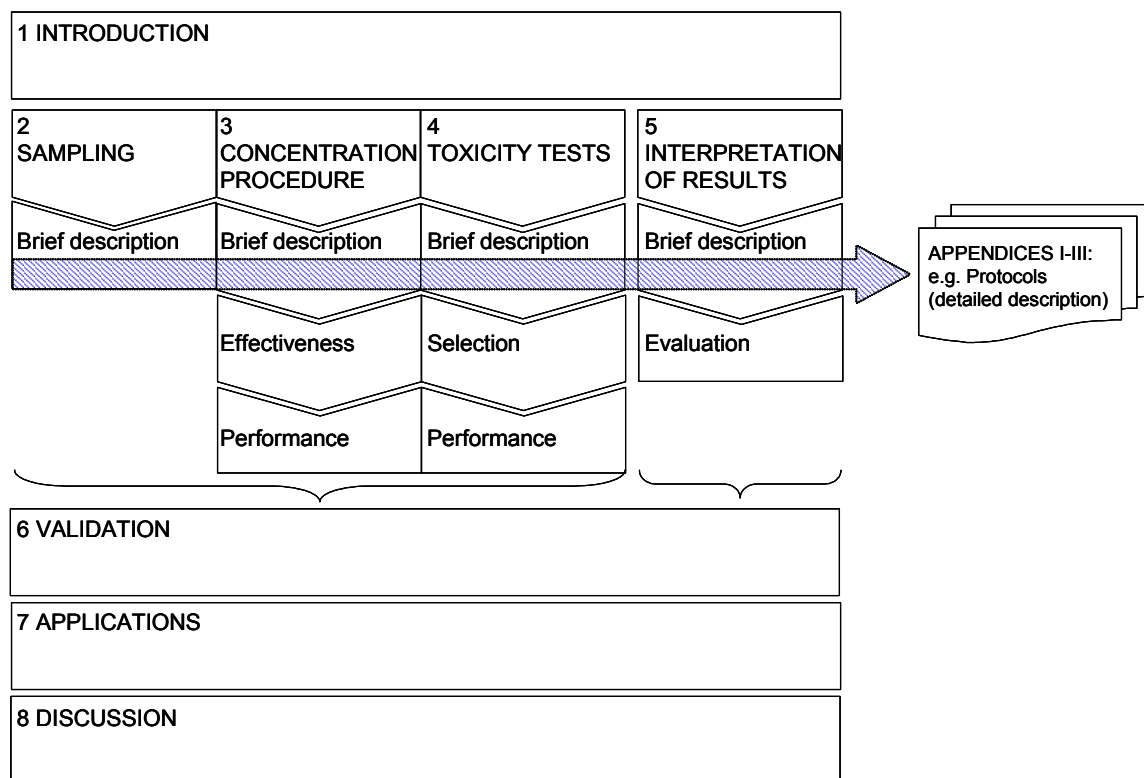 1 INTRODUCTION
2
SAMPLING
3
CONCENTRATION
PROCEDURE
4
TOXICITY TESTS
5
INTERPRETATION
OF RESULTS
Brief description
Brief description
Brief description
Brief description
APPENDICES I-III:
e.g. Protocols
(detailed description)
Effectiveness
Selection
Evaluation
Performance
Performance
6 VALIDATION
7 APPLICATIONS
8 DISCUSSION